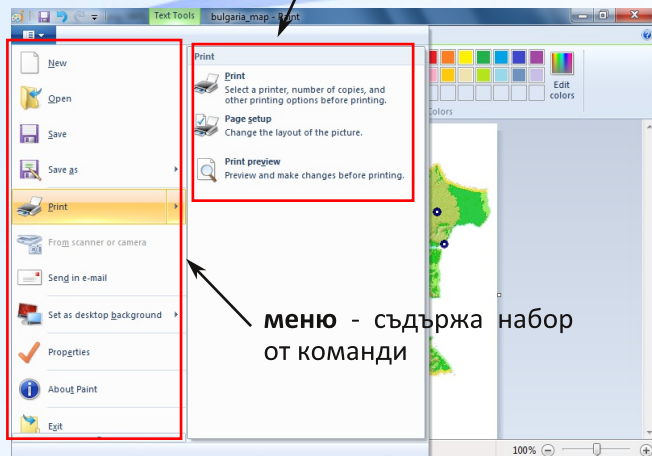 Text Tools
bulgaria_map - Paint
New
Open
Save
Save as
Print
From scanner or camera
Send in e-mail
Set as desktop background
Properties
About Paint
Exit
Print
Print
Select a printer, number of copies, and
other printing options before printing.
Page setup
Change the layout of the picture.
Print preview
Preview and make changes before printing.
Edit
colors
Colors
меню - съдържа набор
от команди
100%